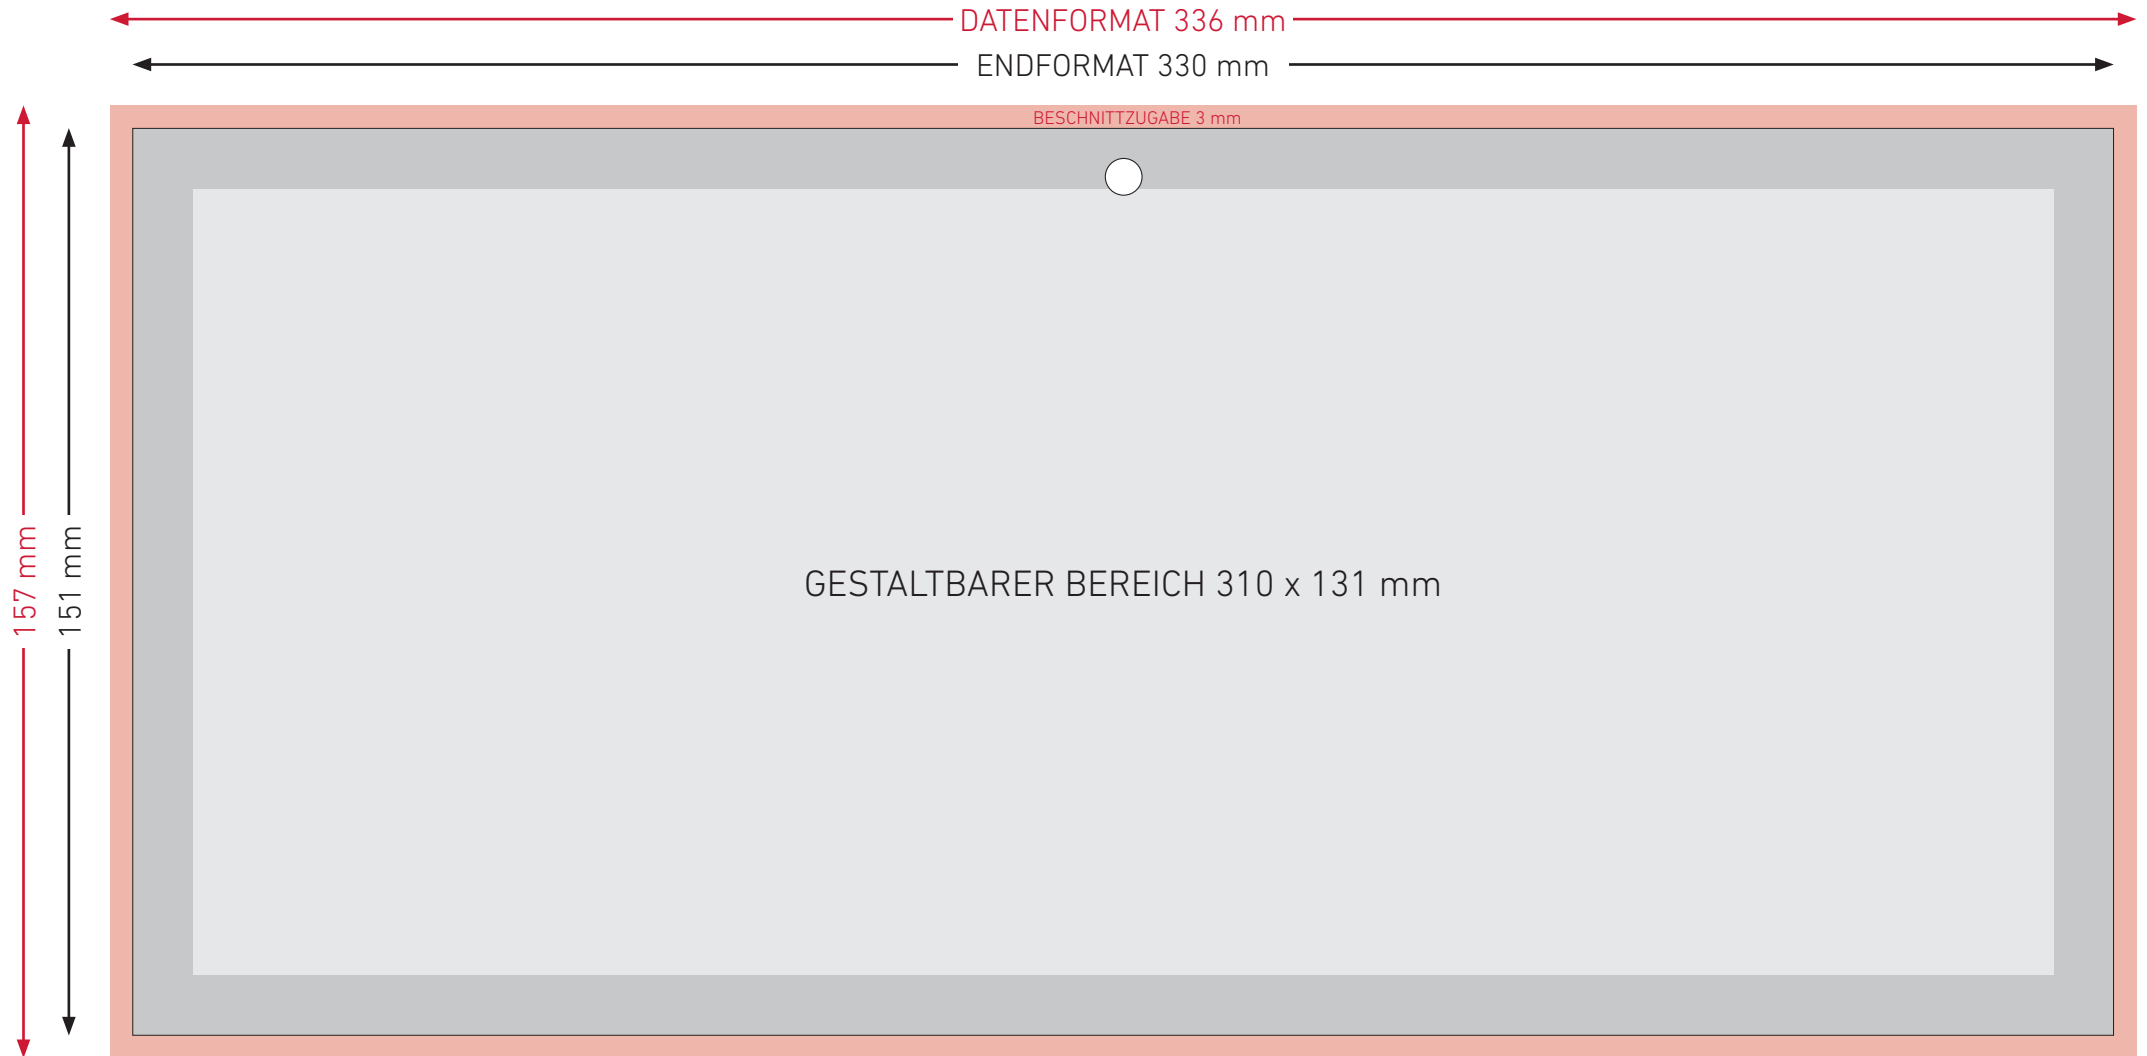 DATENFORMAT 336 mm
ENDFORMAT 330 mm
BESCHNITTZUGABE 3 mm
157 mm
151 mm
GESTALTBARER BEREICH 310 x 131 mm